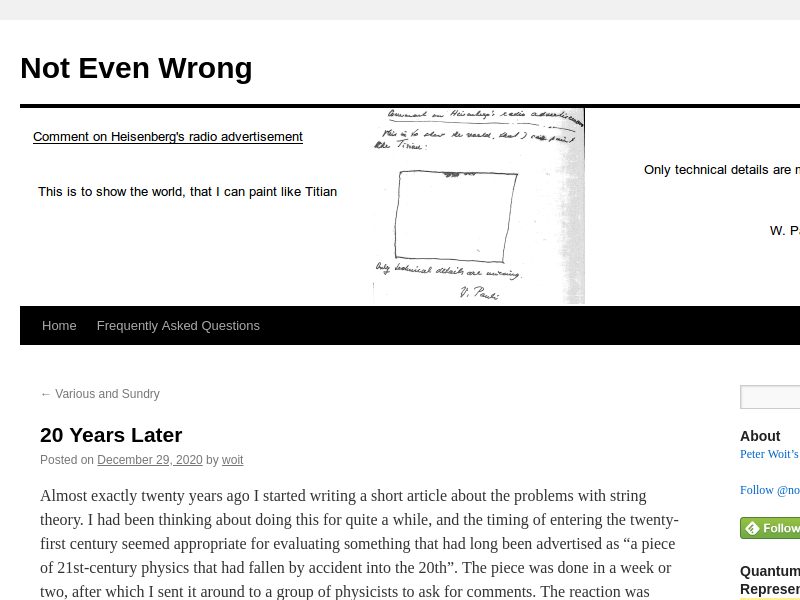 Not Even Wrong
Comment on Heisenberg's radio advertisement
This is to show the world, that I can paint like Titian
Comment on Heisenberg's radio advertisement
This is to show the world, that I can paint
like Titian:
Only technical details are missing.
W. Pauli
Only technical details are
W. P
Home Frequently Asked Questions
← Various and Sundry
20 Years Later
Posted on December 29, 2020 by woit
Almost exactly twenty years ago I started writing a short article about the problems with string
theory. I had been thinking about doing this for quite a while, and the timing of entering the twenty-
first century seemed appropriate for evaluating something that had long been advertised as “a piece
of 21st-century physics that had fallen by accident into the 20th”. The piece was done in a week or
two, after which I sent it around to a group of physicists to ask for comments. The reaction was
About
Peter Woit’s
Follow @no
Follow
Quantum
Represen